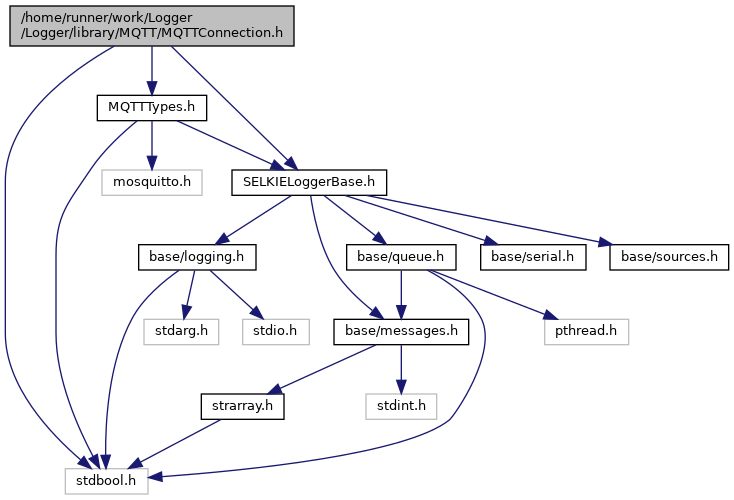 /home/runner/work/Logger
/Logger/library/MQTT/MQTTConnection.h
MQTTTypes.h
mosquitto.h
SELKIELoggerBase.h
base/logging.h
base/queue.h
base/serial.h
base/sources.h
stdarg.h
stdio.h
base/messages.h
pthread.h
strarray.h
stdint.h
stdbool.h